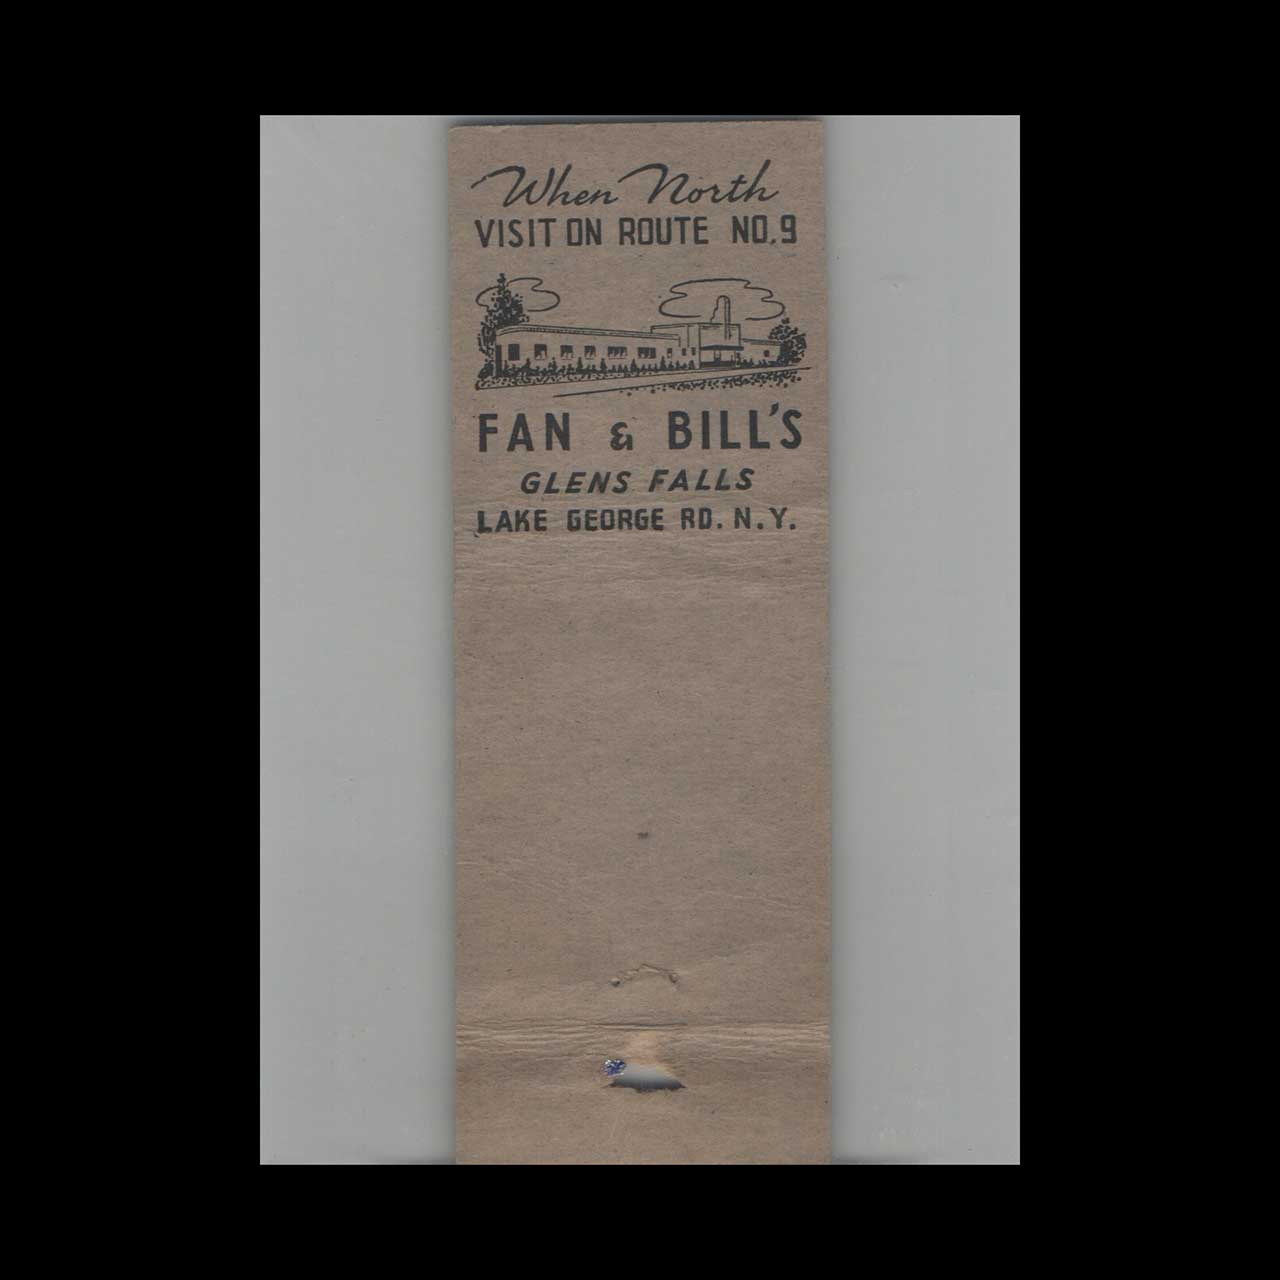 When North
VISIT ON ROUTE NO. 9
FAN & BILL'S
GLENS FALLS
LAKE GEORGE RD. N.Y.